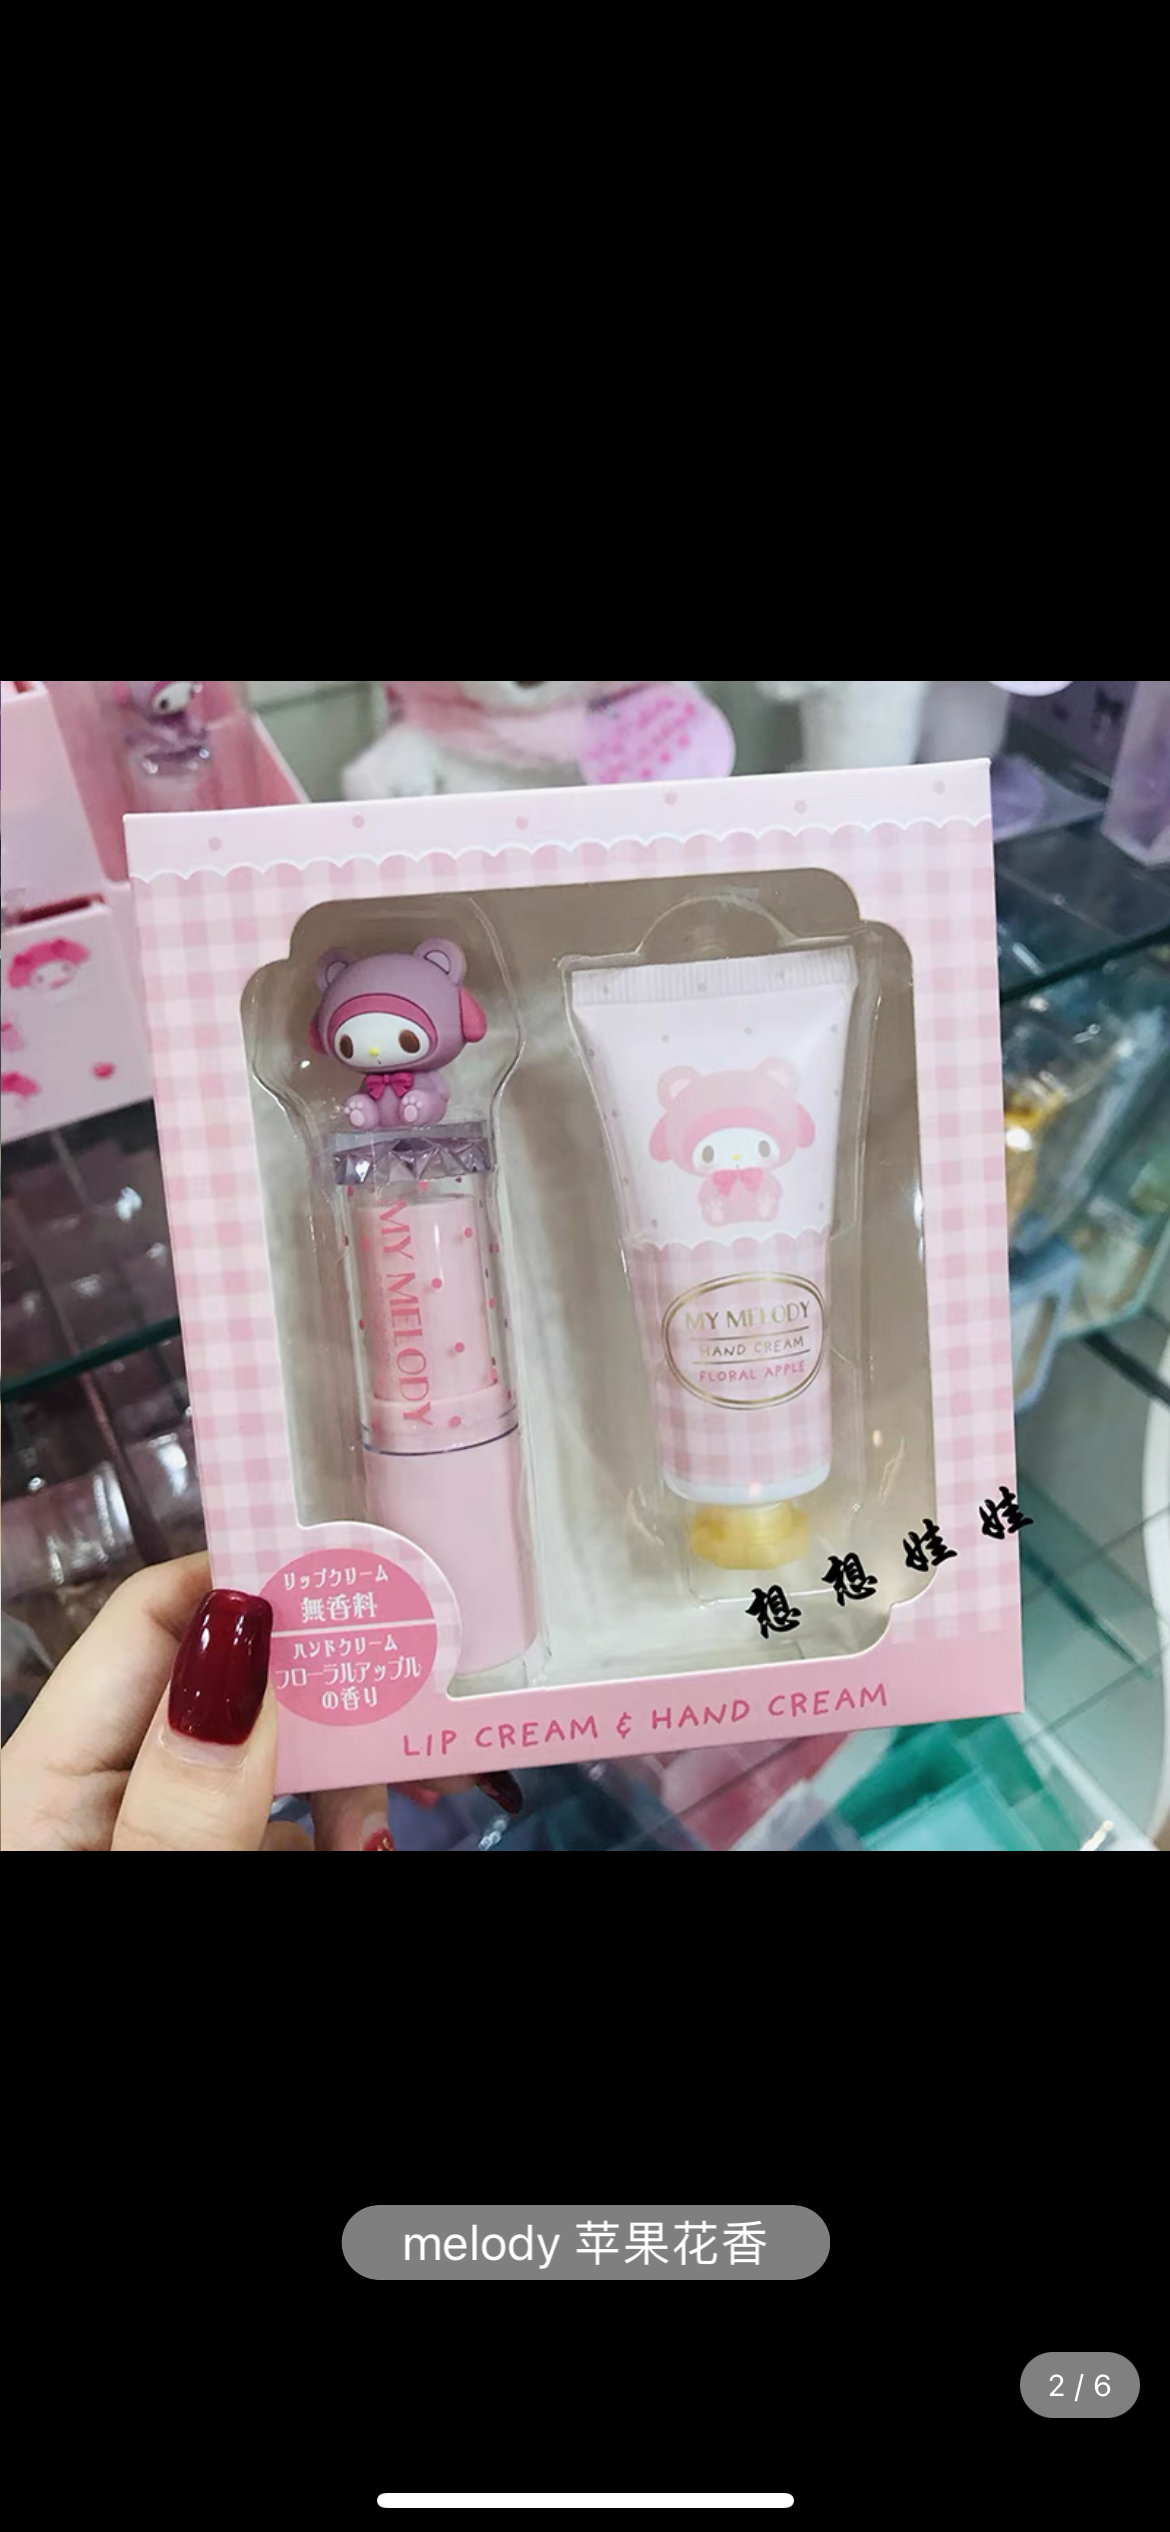 MY MELODY
MY MELODY
HAND CREAM
FLORAL APPLE
リップクリーム
無香料
ハンドクリーム
フローラルアップル
の香り
LIP CREAM & HAND CREAM
想想娃娃
melody 苹果花香
2 / 6